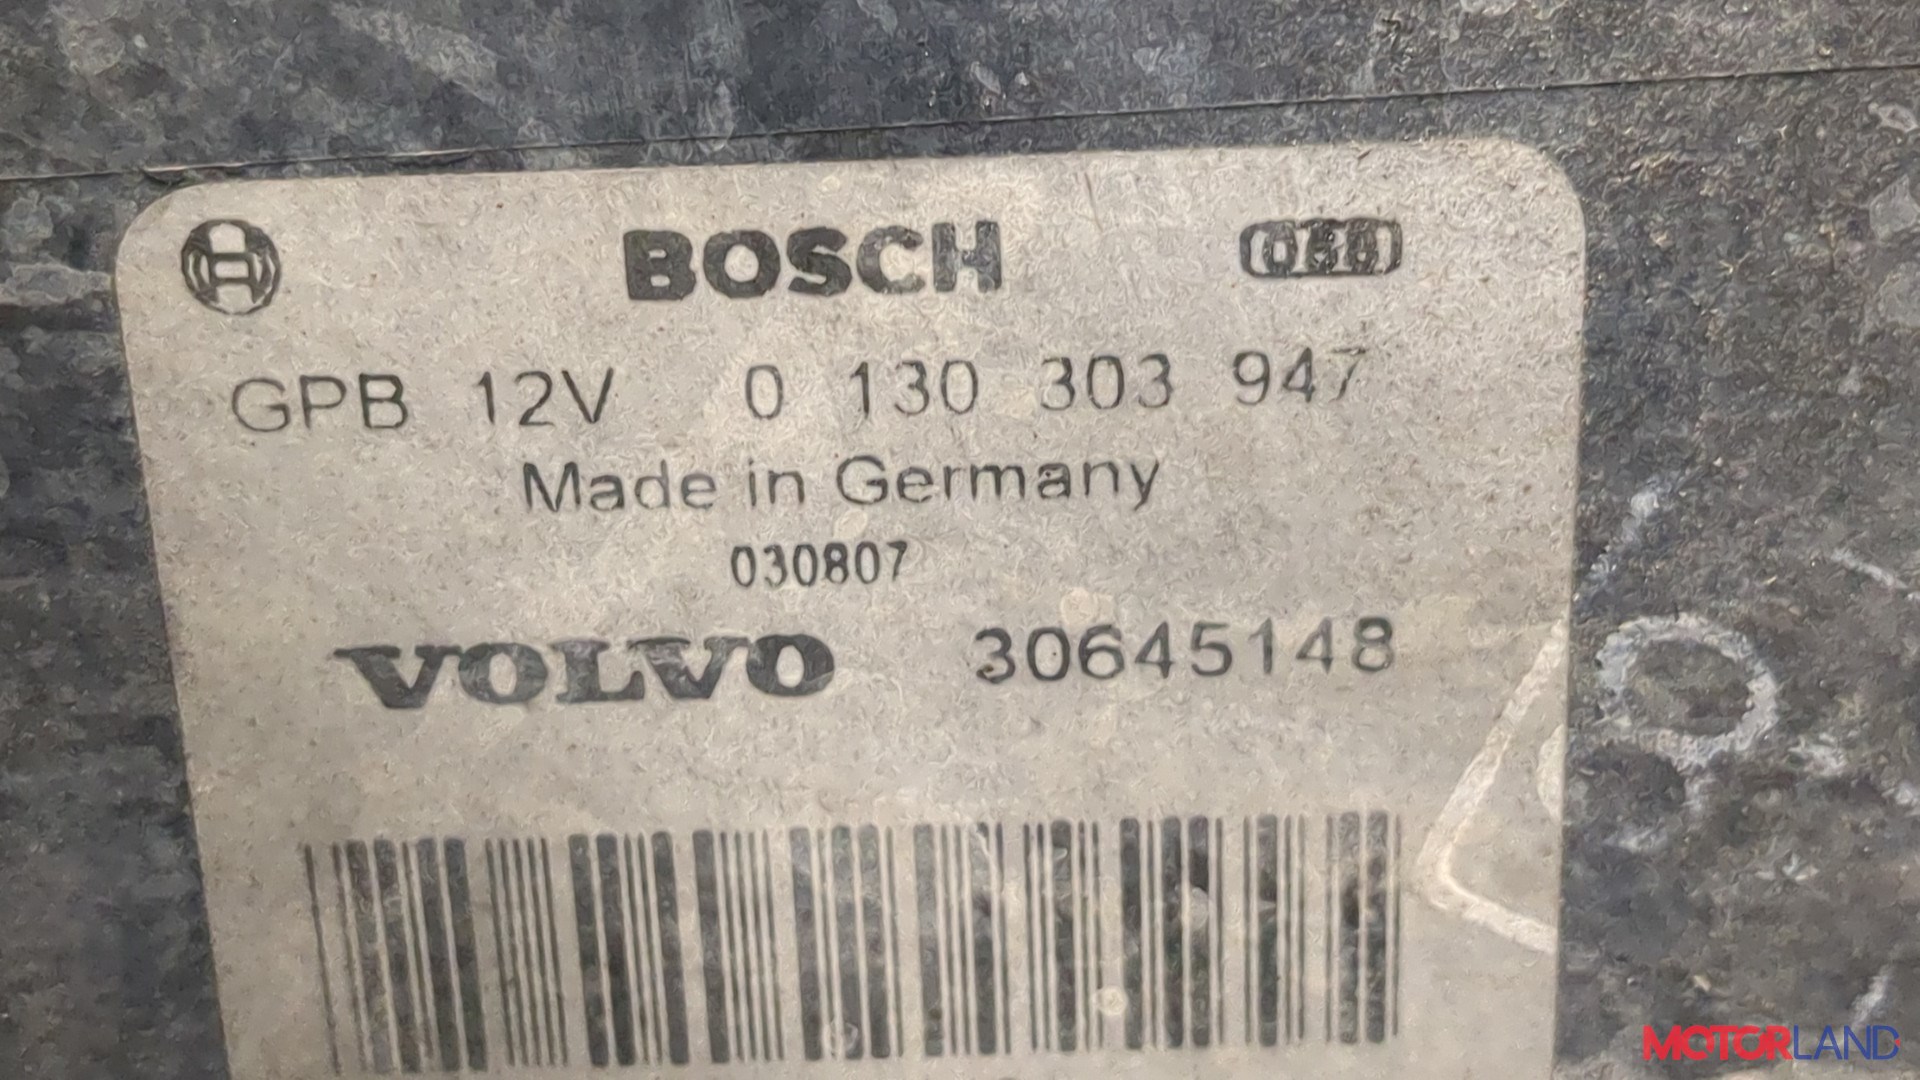 BOSCH
GPB 12V 0 130 303 947
Made in Germany
030807
VOLVO 30645148
MOTORLAND